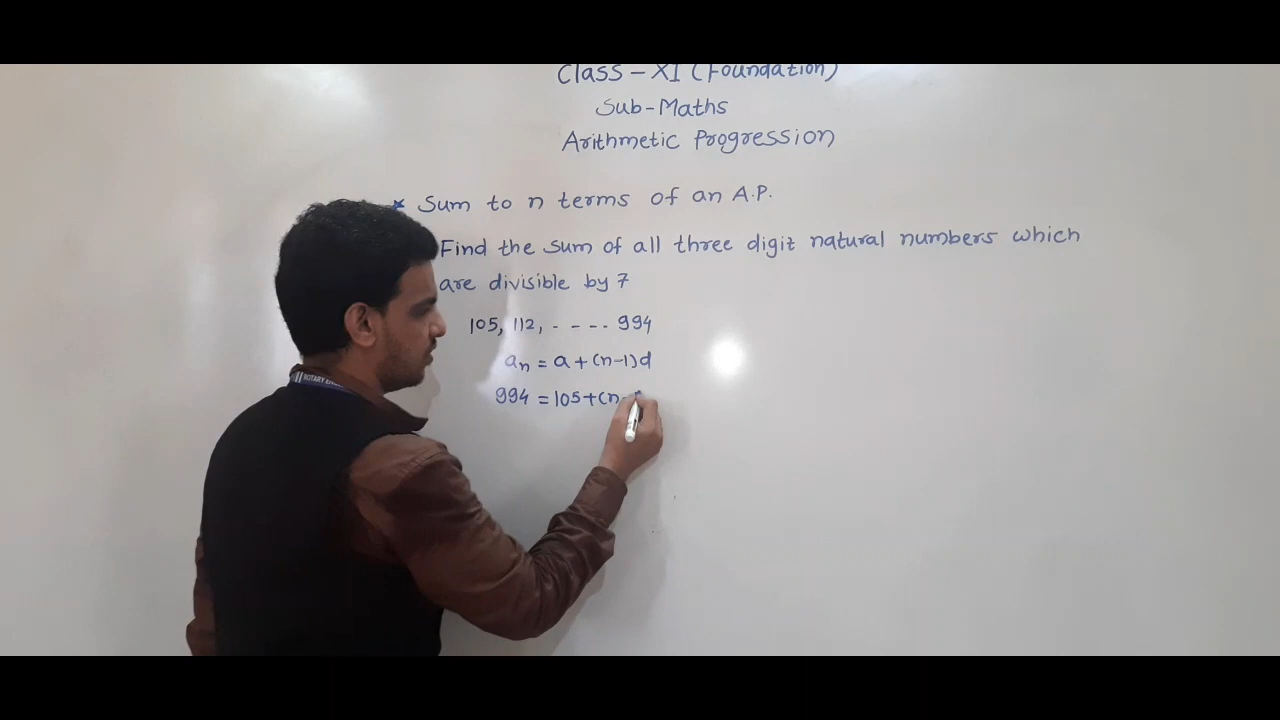 Class - XI (Foundation)
Sub-Maths
Arithmetic Progression
* Sum to n terms of an A.P.
Find the sum of all three digit natural numbers which
are divisible by 7
105, 112, - - - - 994
an = a + (n-1)d
994 = 105+(n-
ROTARY